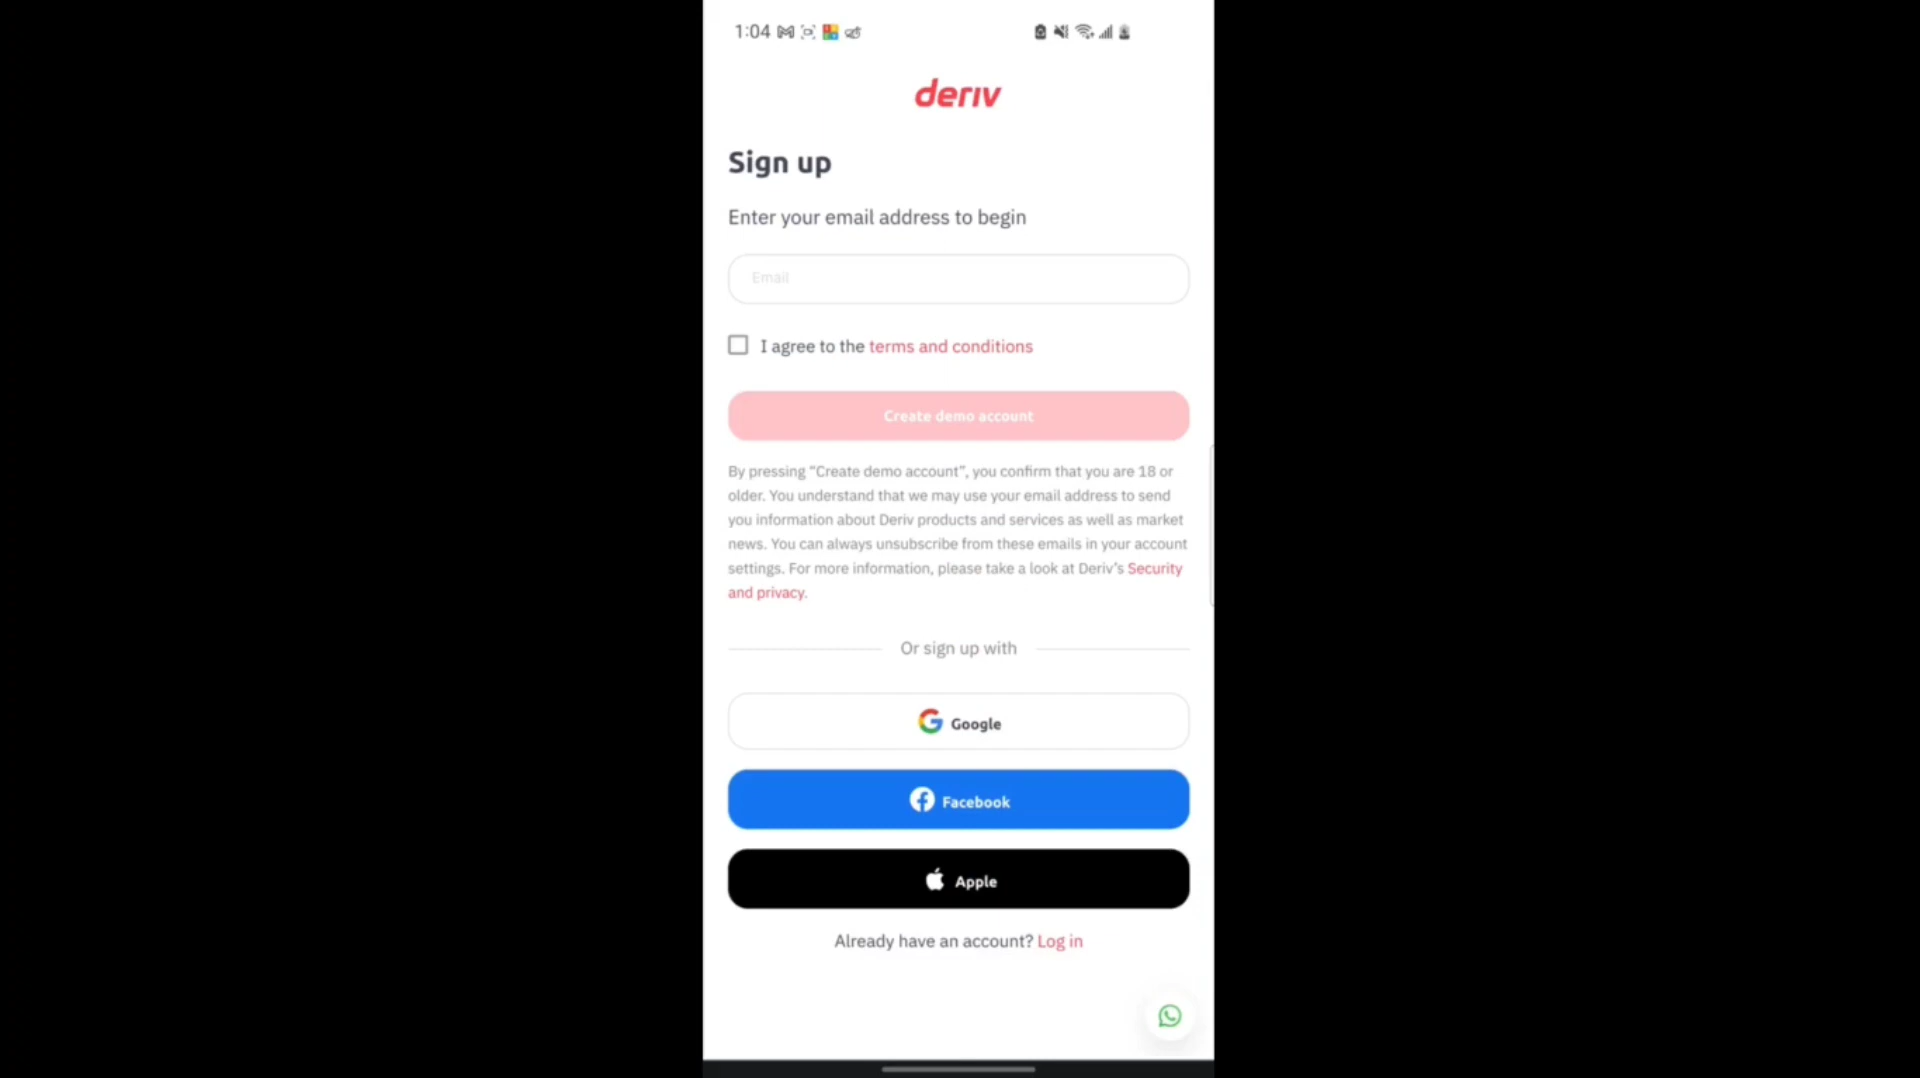 1:04
deriv
Sign up
Enter your email address to begin
Email
I agree to the terms and conditions
Create demo account
By pressing “Create demo account”, you confirm that you are 18 or
older. You understand that we may use your email address to send
you information about Deriv products and services as well as market
news. You can always unsubscribe from these emails in your account
settings. For more information, please take a look at Deriv’s Security
and privacy.
Or sign up with
Google
Facebook
Apple
Already have an account? Log in